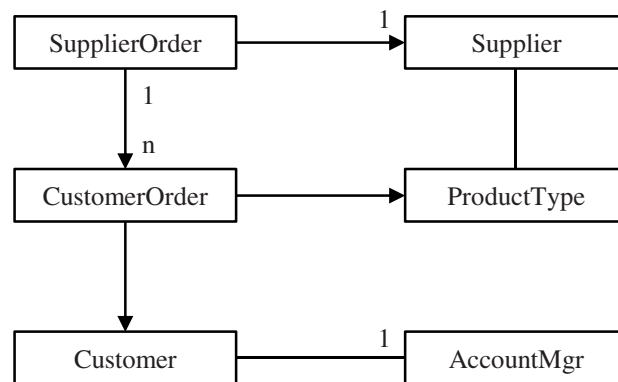 1
SupplierOrder
Supplier
1
n
CustomerOrder
ProductType
1
Customer
AccountMgr